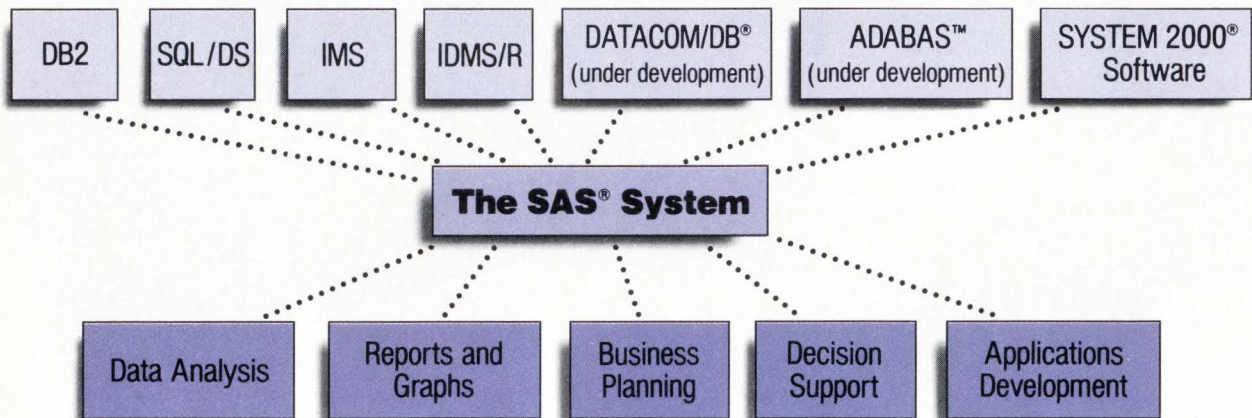 DB2
SQL/DS
IMS
IDMS/R
DATACOM/DB®
(under development)
ADABAS™
(under development)
SYSTEM 2000®
Software
The SAS® System
Data Analysis
Reports and
Graphs
Business
Planning
Decision
Support
Applications
Development